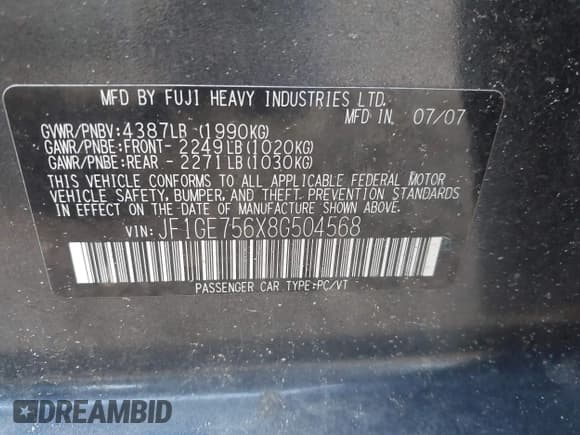 MFD BY FUJI HEAVY INDUSTRIES LTD.
MFD IN 07/07
GVWR/PNBV:4387LB (1990KG)
GAWR/PNBE:FRONT- 2249LB(1020KG)
GAWR/PNBE:REAR - 2271LB(1030KG)
THIS VEHICLE CONFORMS TO ALL APPLICABLE FEDERAL MOTOR
VEHICLE SAFETY, BUMPER, AND THEFT PREVENTION STANDARDS
IN EFFECT ON THE DATE OF MANUFACTURE SHOWN ABOVE.
VIN: JF1GE756X8G504568
PASSENGER CAR TYPE:PC/VT
DREAMBID